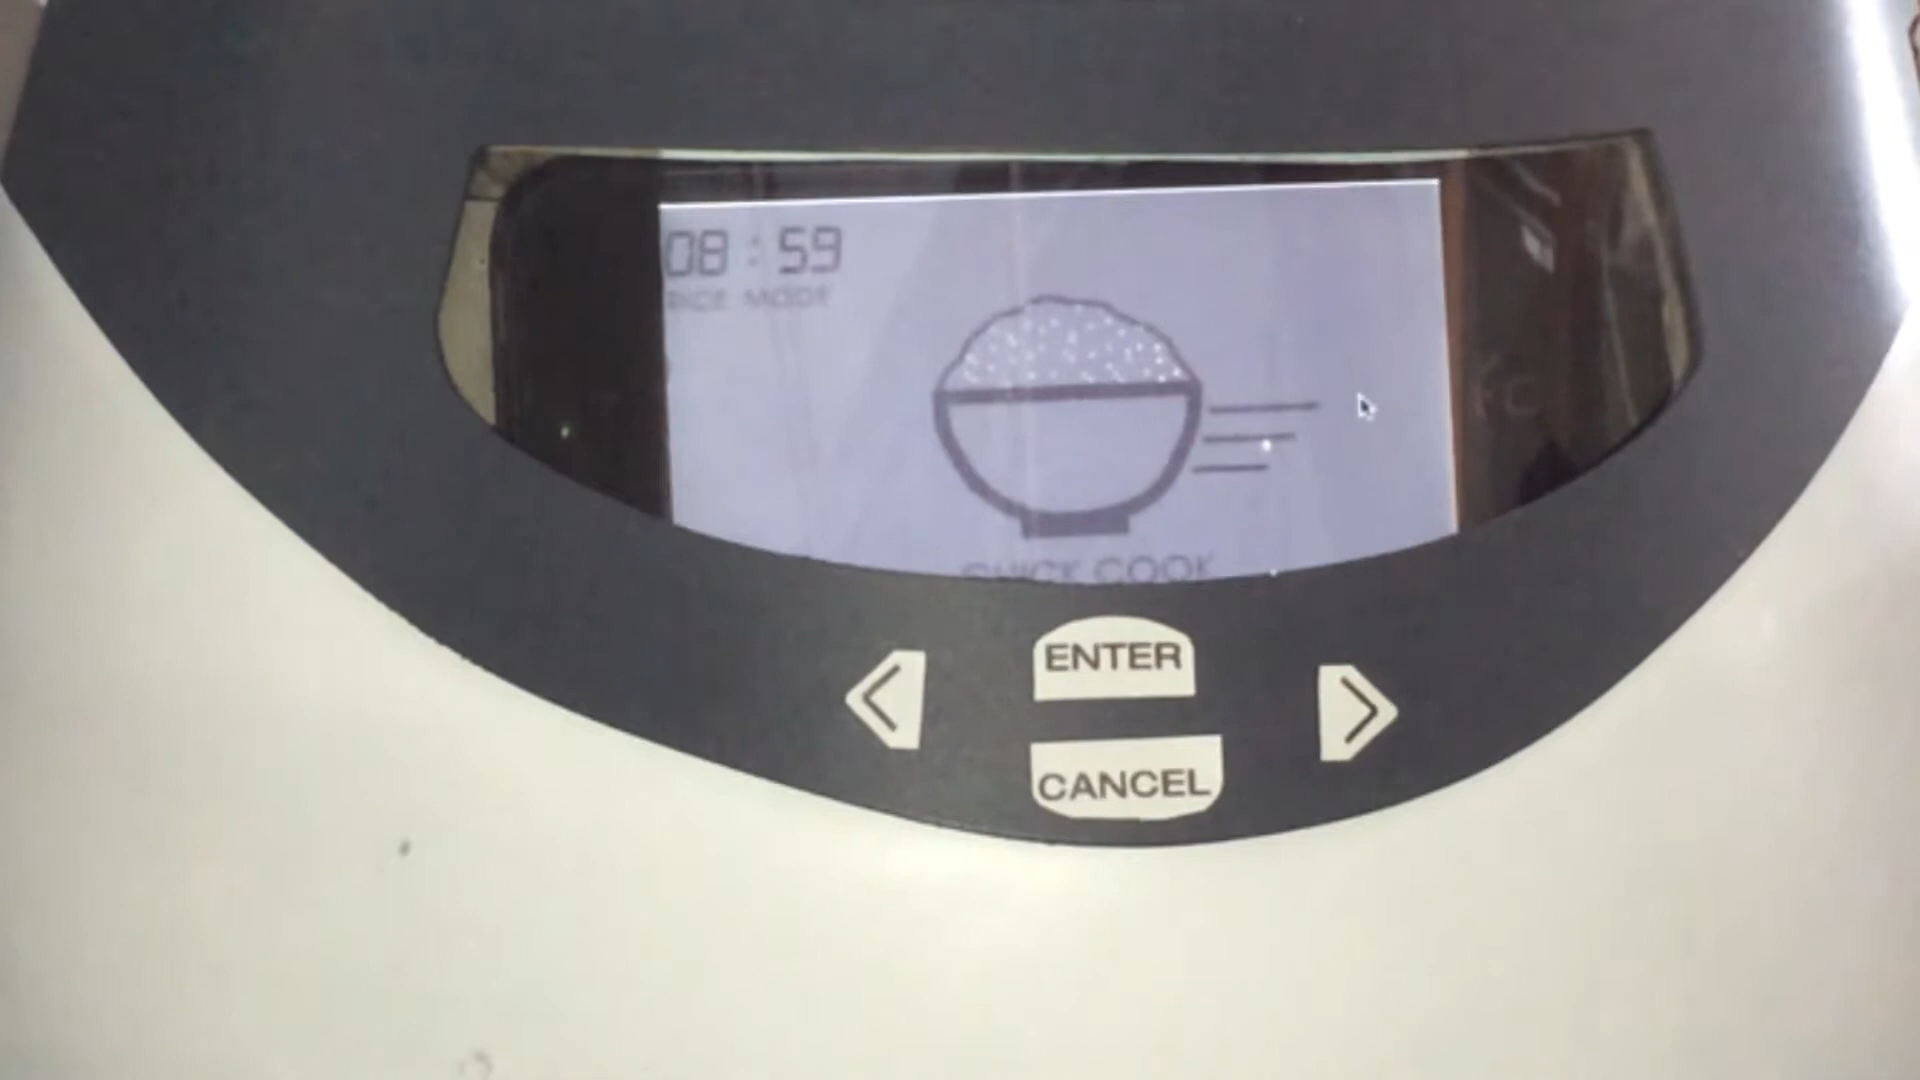 08 : 59
RICE MODE
QUICK COOK
ENTER
CANCEL